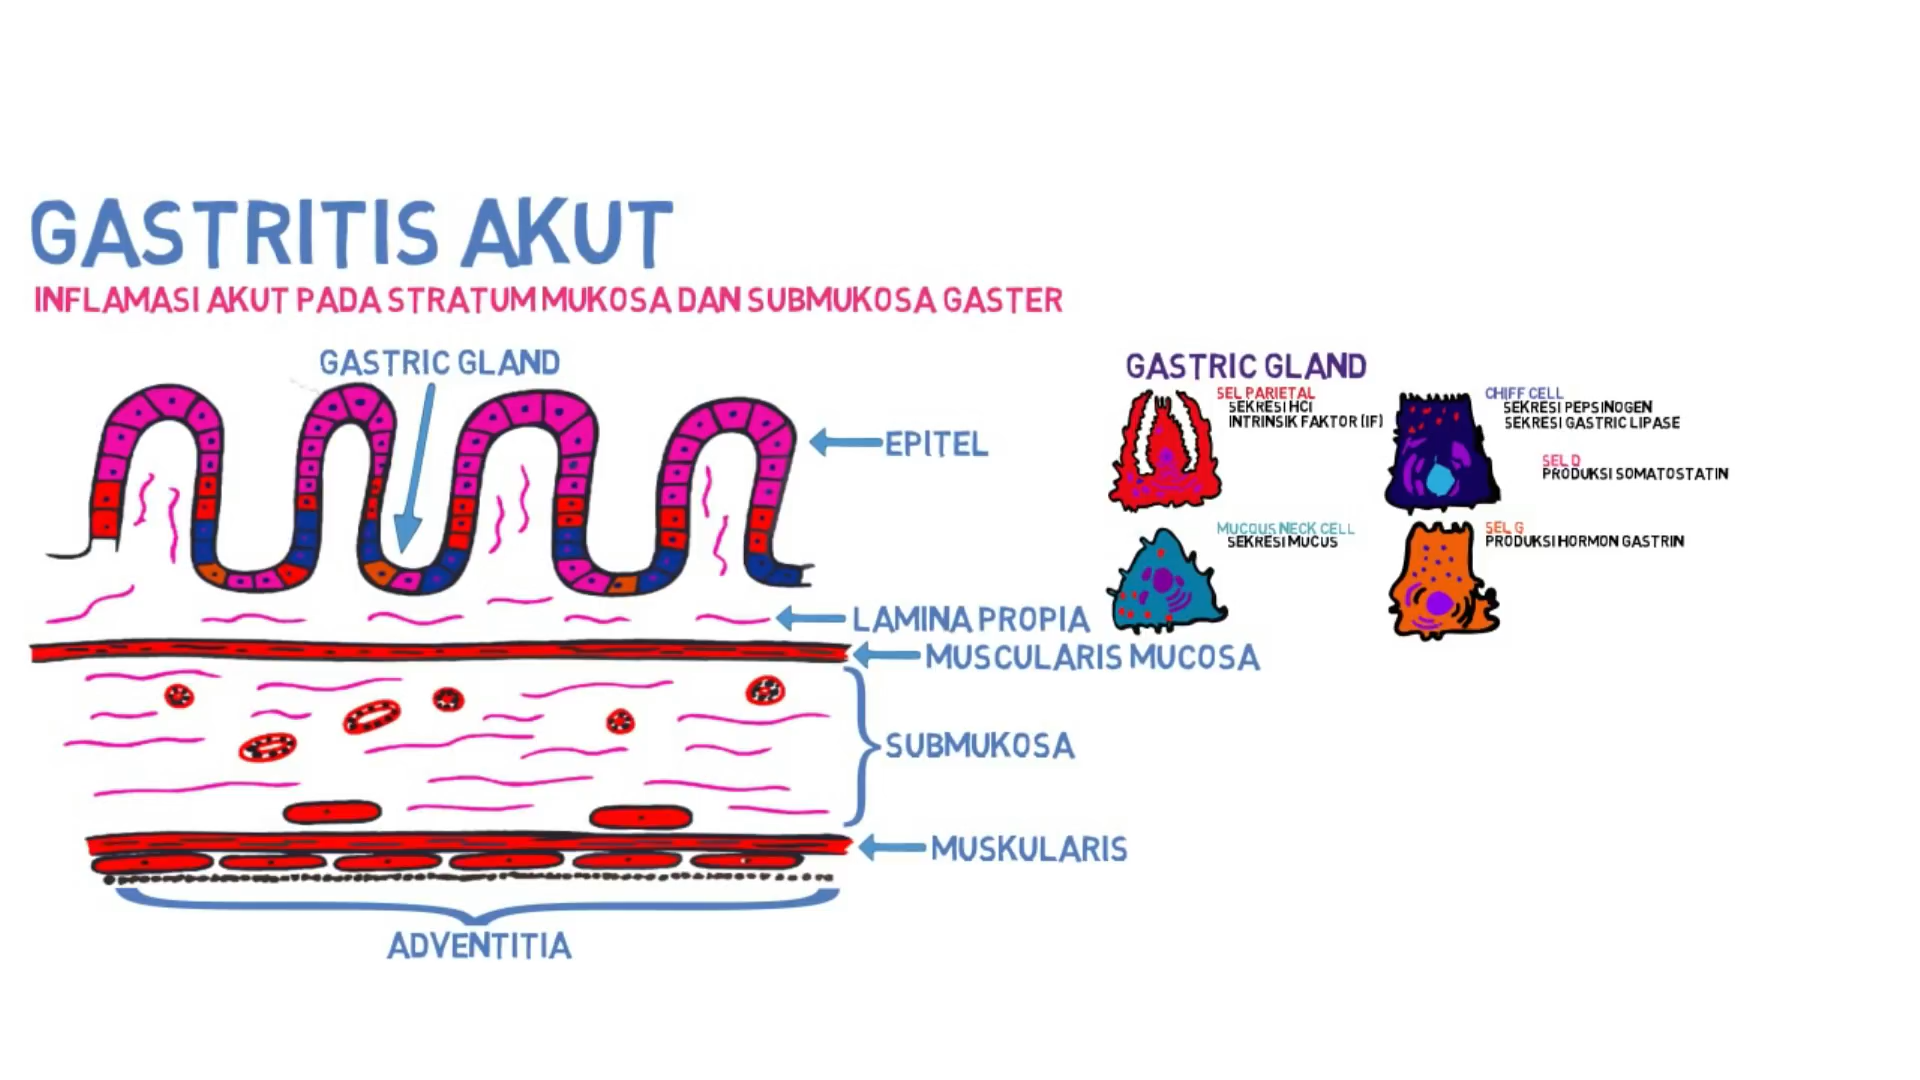 GASTRITIS AKUT
INFLAMASI AKUT PADA STRATUM MUKOSA DAN SUBMUKOSA GASTER
GASTRIC GLAND
EPITEL
LAMINA PROPIA
MUSCULARIS MUCOSA
SUBMUKOSA
MUSKULARIS
ADVENTITIA
GASTRIC GLAND
SEL PARIETAL
SEKRESI HCI
INTRINSIK FAKTOR (IF)
CHIFF CELL
SEKRESI PEPSINOGEN
SEKRESI GASTRIC LIPASE
SEL D
PRODUKSI SOMATOSTATIN
MUCOUS NECK CELL
SEKRESI MUCUS
SEL G
PRODUKSI HORMON GASTRIN